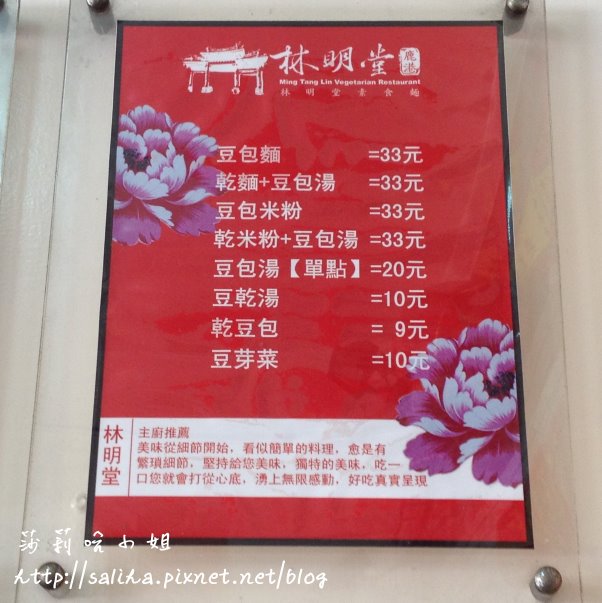 林明堂 鹿港
Ming Tang Lin Vegetarian Restaurant
林明堂素食麵
豆包麵 =33元
乾麵+豆包湯 =33元
豆包米粉 =33元
乾米粉+豆包湯 =33元
豆包湯【單點】=20元
豆乾湯 =10元
乾豆包 = 9元
豆芽菜 =10元
林明堂
主廚推薦
美味從細節開始，看似簡單的料理，愈是有
繁瑣細節，堅持給您美味，獨特的美味，吃一
口您就會打從心底，湧上無限感動，好吃真實呈現
莎莉哈小姐
http://saliha.pixnet.net/blog